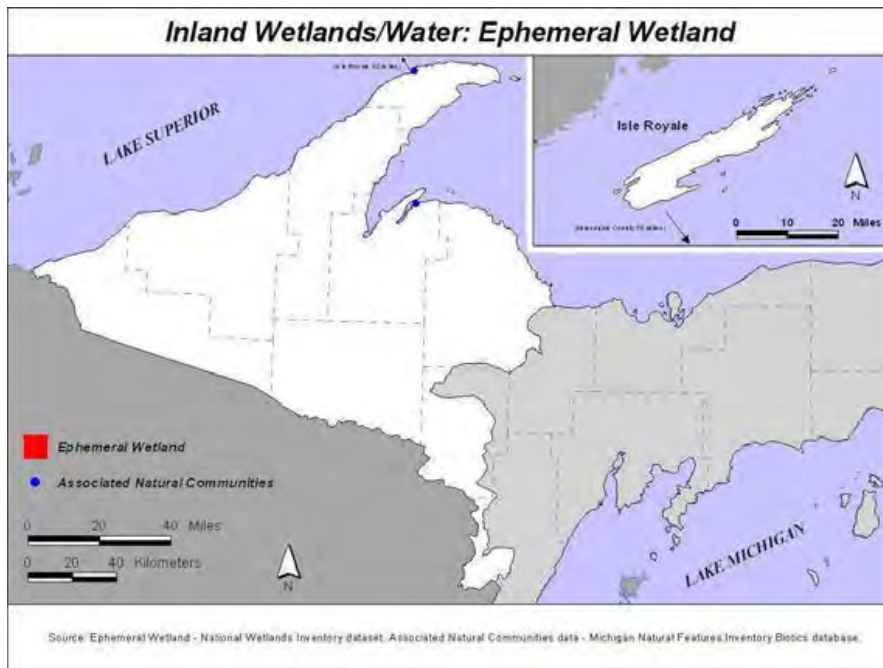 Inland Wetlands/Water: Ephemeral Wetland
LAKE SUPERIOR
Isle Royale
0 10 20 Miles
N
Ephemeral Wetland
Associated Natural Communities
0 20 40 Miles
0 20 40 Kilometers
N
LAKE MICHIGAN
Source: Ephemeral Wetland - National Wetlands Inventory dataset. Associated Natural Communities data - Michigan Natural Features Inventory Biotics database.